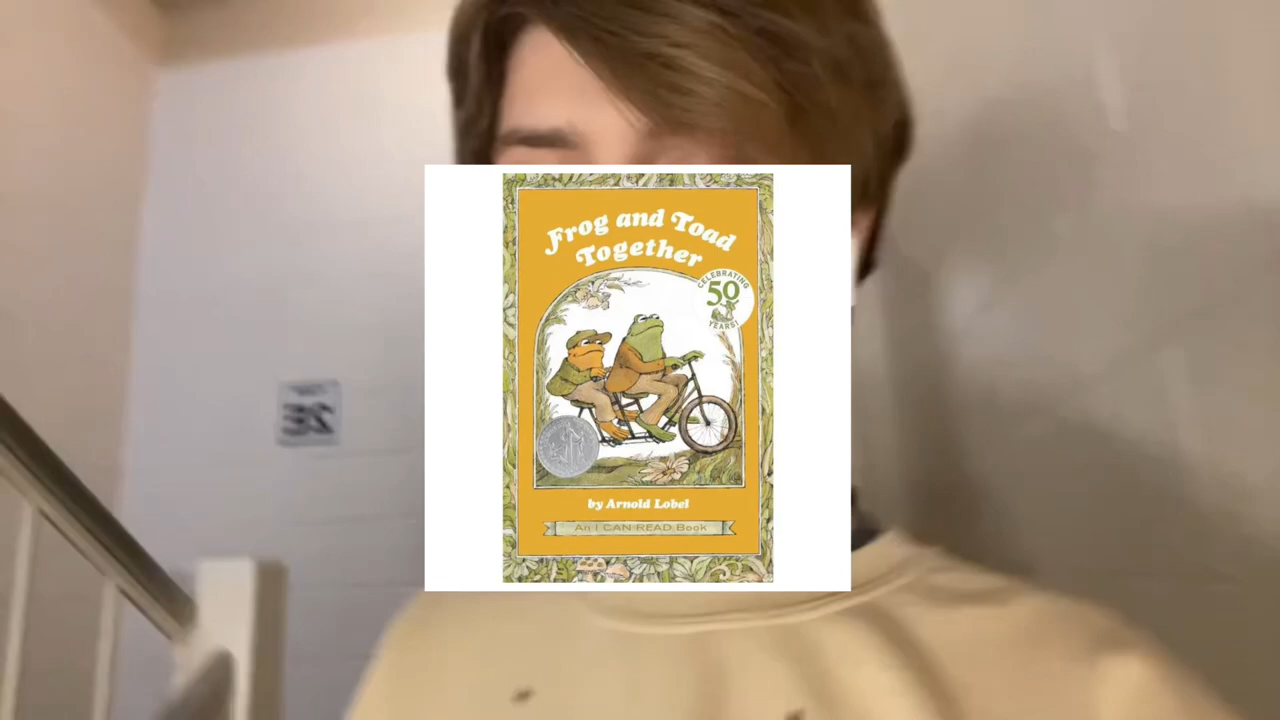 Frog and Toad
Together
CELEBRATING
50
YEARS!
by Arnold Lobel
An I CAN READ Book